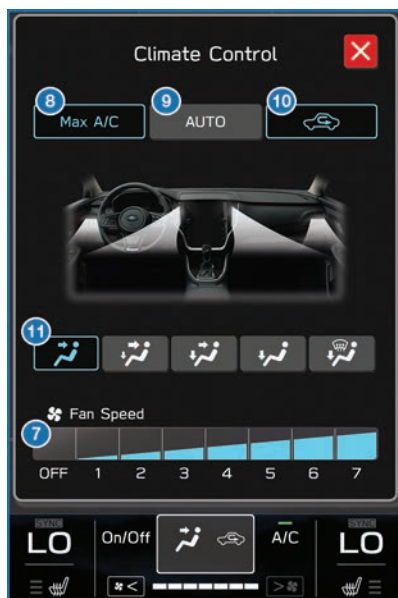 Climate Control
8 9 10
Max A/C AUTO
11
Fan Speed
7
OFF 1 2 3 4 5 6 7
SYNC SYNC
LO On/Off A/C LO
< >